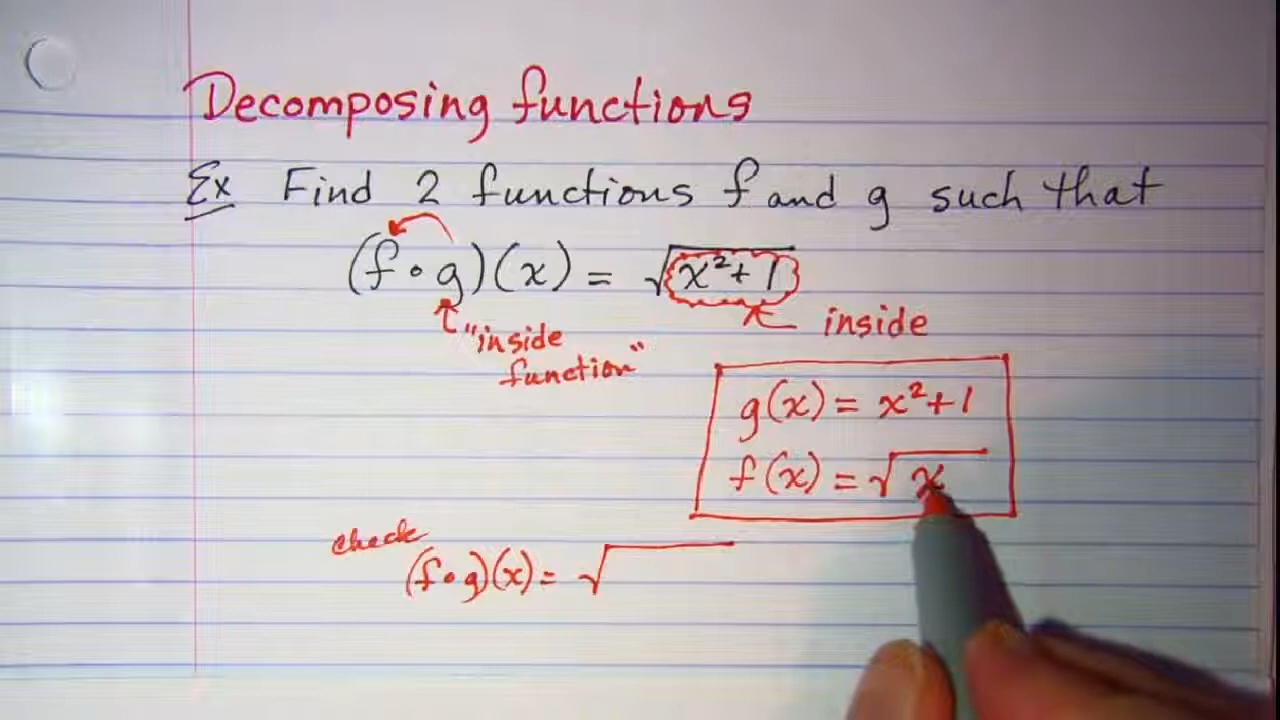 Decomposing functions
Ex Find 2 functions f and g such that
(f∘g)(x) = √x²+1
"inside function"
inside
g(x) = x²+1
f(x) = √x
check
(f∘g)(x) = √